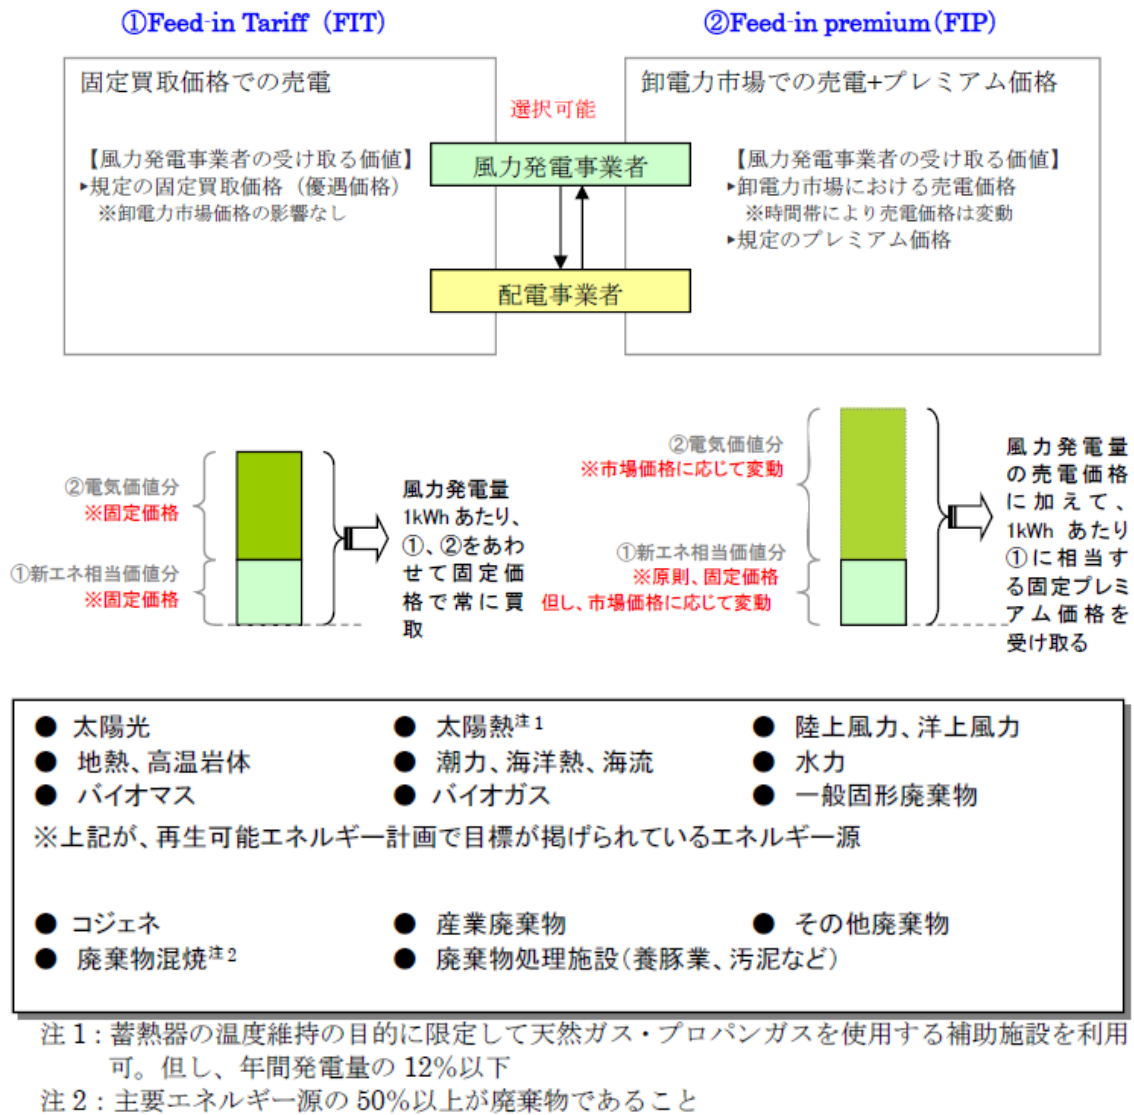 ①Feed-in Tariff（FIT）
②Feed-in premium（FIP）
固定買取価格での売電
卸電力市場での売電+プレミアム価格
選択可能
【風力発電事業者の受け取る価値】
▸規定の固定買取価格（優遇価格）
※卸電力市場価格の影響なし
風力発電事業者
配電事業者
【風力発電事業者の受け取る価値】
▸卸電力市場における売電価格
※時間帯により売電価格は変動
▸規定のプレミアム価格
②電気価値分
※固定価格
①新エネ相当価値分
※固定価格
風力発電量
1kWh あたり、
①、②をあわ
せて固定価
格で常に買
取
②電気価値分
※市場価格に応じて変動
①新エネ相当価値分
※原則、固定価格
但し、市場価格に応じて変動
風力発電量
の売電価格
に加えて、
1kWh あたり
①に相当す
る固定プレミ
アム価格を
受け取る
● 太陽光 ● 太陽熱注1 ● 陸上風力、洋上風力
● 地熱、高温岩体 ● 潮力、海洋熱、海流 ● 水力
● バイオマス ● バイオガス ● 一般固形廃棄物
※上記が、再生可能エネルギー計画で目標が掲げられているエネルギー源
● コジェネ ● 産業廃棄物 ● その他廃棄物
● 廃棄物混焼注2 ● 廃棄物処理施設（養豚業、汚泥など）
注1：蓄熱器の温度維持の目的に限定して天然ガス・プロパンガスを使用する補助施設を利用
可。但し、年間発電量の 12%以下
注2：主要エネルギー源の 50%以上が廃棄物であること